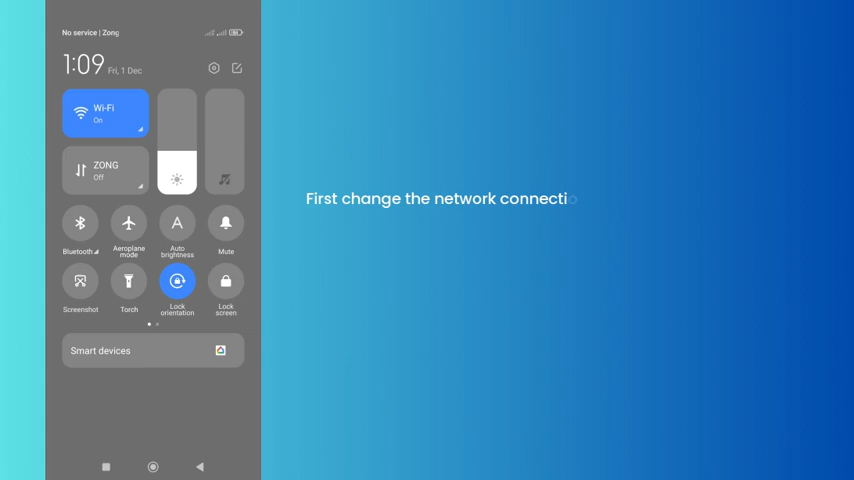 No service | Zong
1:09 Fri, 1 Dec
Wi-Fi
On
ZONG
Off
Bluetooth
Aeroplane
mode
Auto
brightness
Mute
Screenshot
Torch
Lock
orientation
Lock
screen
Smart devices
First change the network connectio